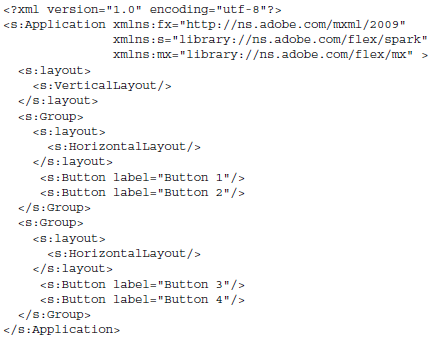 <?xml version="1.0" encoding="utf-8"?>
<s:Application xmlns:fx="http://ns.adobe.com/mxml/2009"
               xmlns:s="library://ns.adobe.com/flex/spark"
               xmlns:mx="library://ns.adobe.com/flex/mx" >
  <s:layout>
    <s:VerticalLayout/>
  </s:layout>
  <s:Group>
    <s:layout>
      <s:HorizontalLayout/>
    </s:layout>
     <s:Button label="Button 1"/>
     <s:Button label="Button 2"/>
  </s:Group>
  <s:Group>
    <s:layout>
      <s:HorizontalLayout/>
    </s:layout>
     <s:Button label="Button 3"/>
     <s:Button label="Button 4"/>
  </s:Group>
</s:Application>